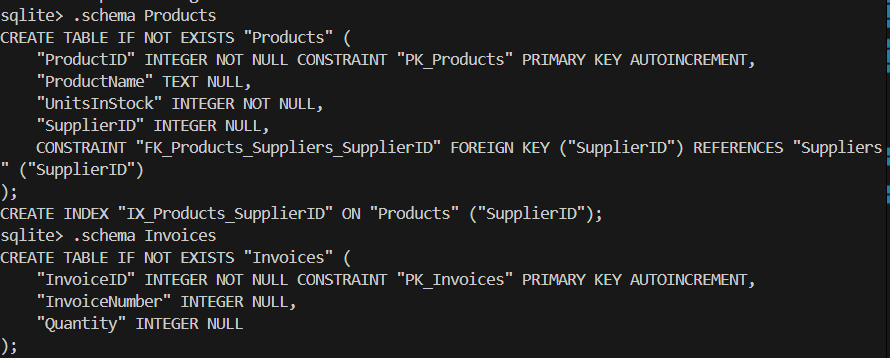 sqlite> .schema Products
CREATE TABLE IF NOT EXISTS "Products" (
    "ProductID" INTEGER NOT NULL CONSTRAINT "PK_Products" PRIMARY KEY AUTOINCREMENT,
    "ProductName" TEXT NULL,
    "UnitsInStock" INTEGER NOT NULL,
    "SupplierID" INTEGER NULL,
    CONSTRAINT "FK_Products_Suppliers_SupplierID" FOREIGN KEY ("SupplierID") REFERENCES "Suppliers
" ("SupplierID")
);
CREATE INDEX "IX_Products_SupplierID" ON "Products" ("SupplierID");
sqlite> .schema Invoices
CREATE TABLE IF NOT EXISTS "Invoices" (
    "InvoiceID" INTEGER NOT NULL CONSTRAINT "PK_Invoices" PRIMARY KEY AUTOINCREMENT,
    "InvoiceNumber" INTEGER NULL,
    "Quantity" INTEGER NULL
);